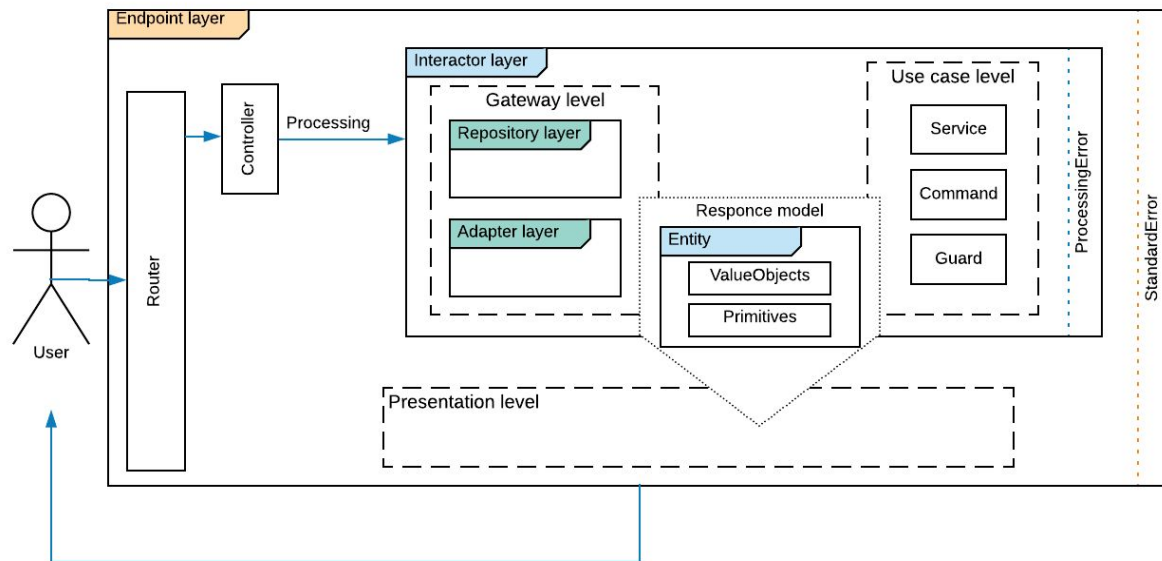 Endpoint layer
Interactor layer
Use case level
Gateway level
Controller
Processing
Repository layer
Service
Router
ProcessingError
StandardError
Command
Responce model
Adapter layer
Entity
Guard
ValueObjects
Primitives
User
Presentation level